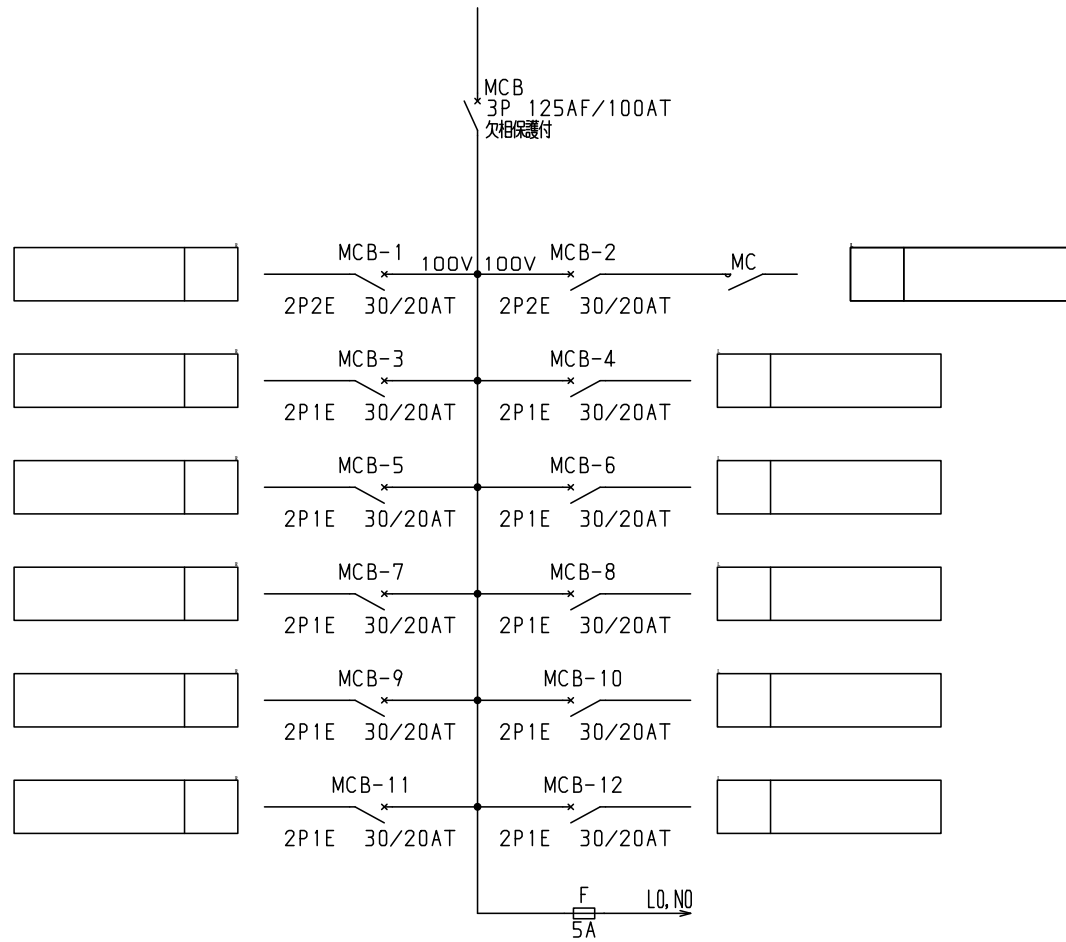 MCB
3P 125AF/100AT
欠相保護付
MCB-1
100V
100V
MCB-2
MC
2P2E 30/20AT
2P2E 30/20AT
MCB-3
MCB-4
2P1E 30/20AT
2P1E 30/20AT
MCB-5
MCB-6
2P1E 30/20AT
2P1E 30/20AT
MCB-7
MCB-8
2P1E 30/20AT
2P1E 30/20AT
MCB-9
MCB-10
2P1E 30/20AT
2P1E 30/20AT
MCB-11
MCB-12
2P1E 30/20AT
2P1E 30/20AT
F
L0,N0
5A